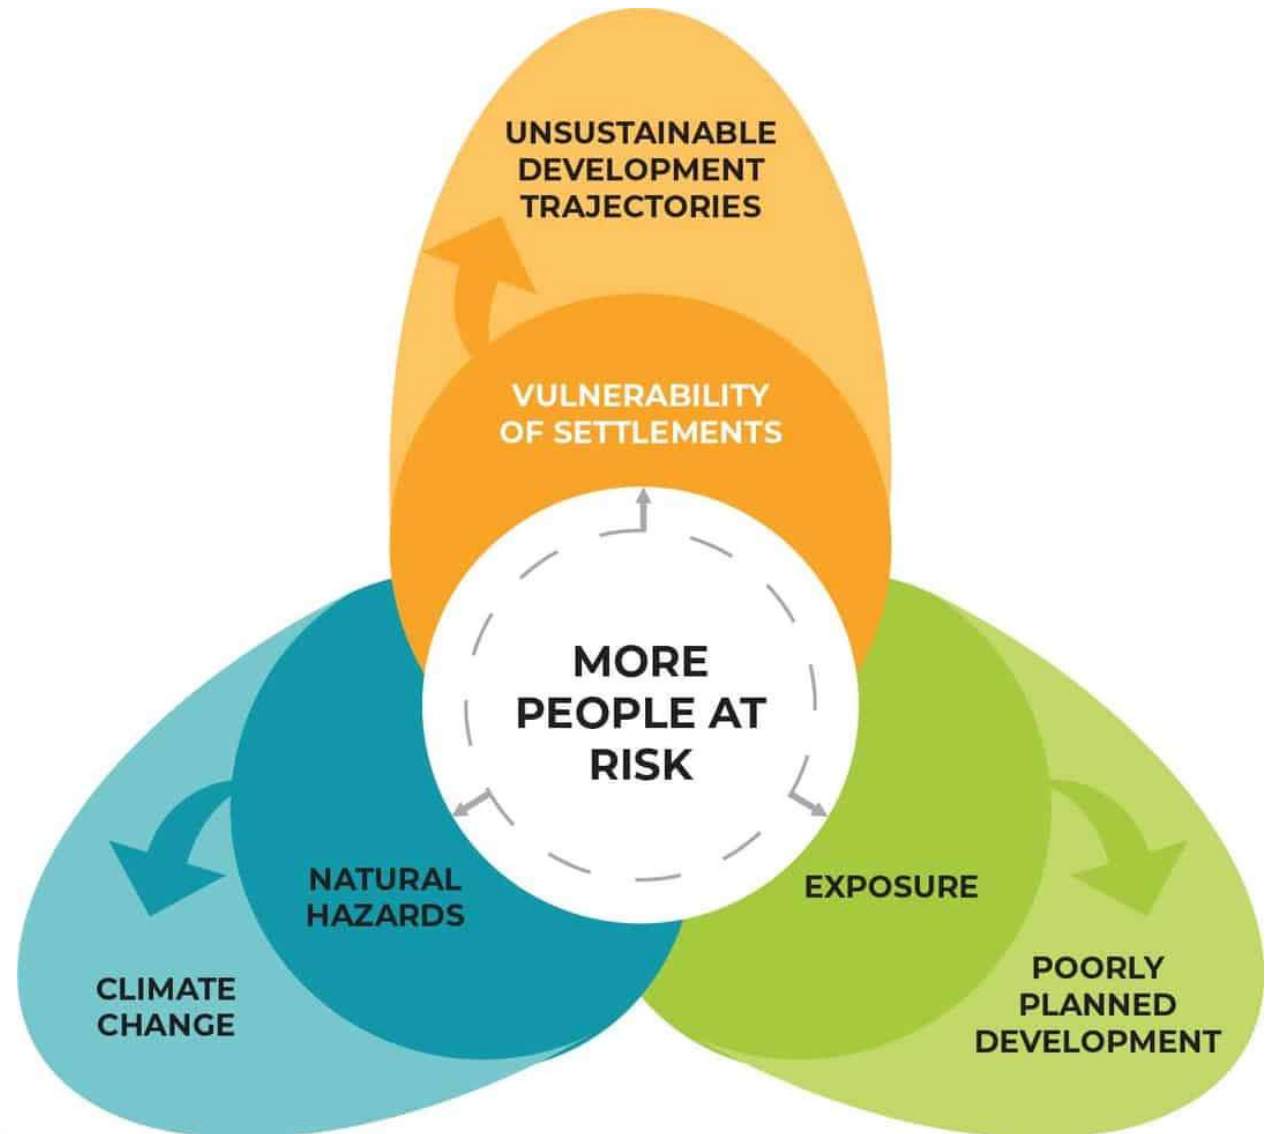 UNSUSTAINABLE
DEVELOPMENT
TRAJECTORIES
VULNERABILITY
OF SETTLEMENTS
MORE
PEOPLE AT
RISK
NATURAL
HAZARDS
EXPOSURE
CLIMATE
CHANGE
POORLY
PLANNED
DEVELOPMENT